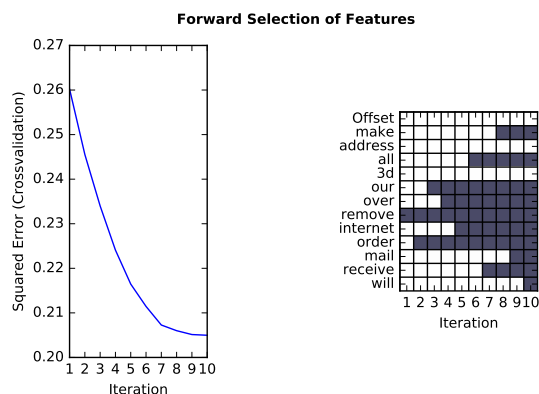 Forward Selection of Features
Squared Error (Crossvalidation)
0.27
0.26
0.25
0.24
0.23
0.22
0.21
0.20
1 2 3 4 5 6 7 8 9 10
Iteration
Offset
make
address
all
3d
our
over
remove
internet
order
mail
receive
will
1 2 3 4 5 6 7 8 9 10
Iteration